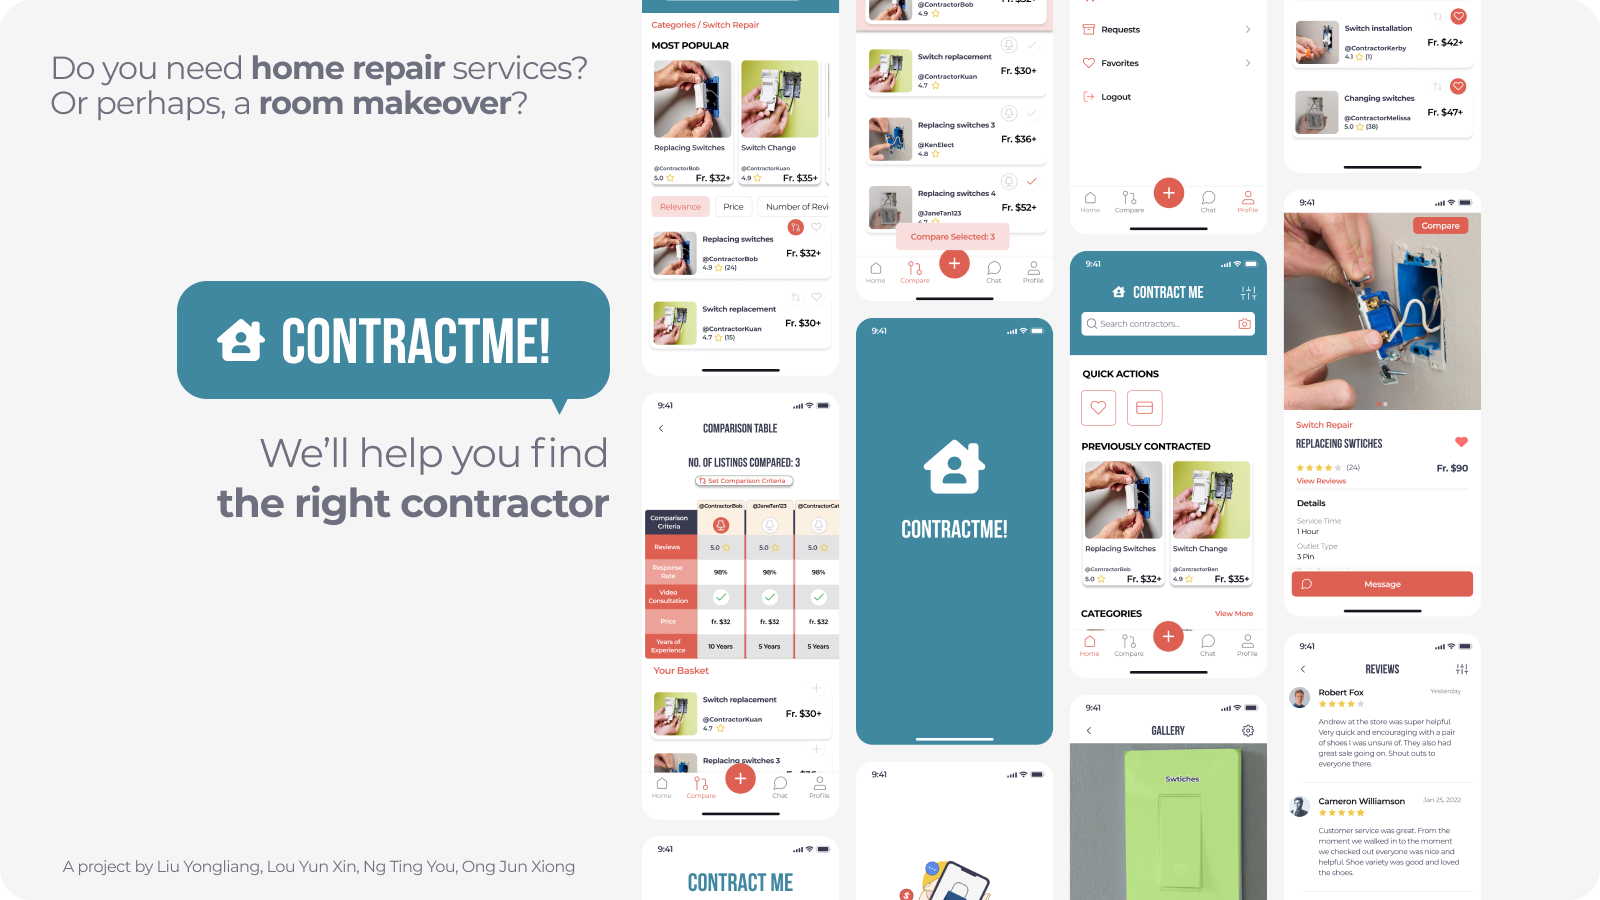 Do you need home repair services?
Or perhaps, a room makeover?
CONTRACTME!
We'll help you find
the right contractor
A project by Liu Yongliang, Lou Yun Xin, Ng Ting You, Ong Jun Xiong
Categories / Switch Repair
MOST POPULAR
Replacing Switches
@ContractorBob
5.0 Fr. $32+
Switch Change
@ContractorKuan
4.9 Fr. $35+
Relevance
Price
Number of Revi
Replacing switches
@ContractorBob
4.9 (24)
Fr. $32+
Switch replacement
@ContractorKuan
4.7 (15)
Fr. $30+
9:41
COMPARISON TABLE
NO. OF LISTINGS COMPARED: 3
Set Comparison Criteria
@ContractorBob @JaneTan123 @ContractorCat
Comparison
Criteria
Reviews 5.0 5.0 5.0
Response
Rate
98% 98% 98%
Video
Consultation
Price fr. $32 fr. $32 fr. $32
Years of
Experience
10 Years 5 Years 5 Years
Your Basket
Switch replacement
@ContractorKuan
4.7
Fr. $30+
Replacing switches 3
Home Compare Chat Profile
9:41
CONTRACT ME
@ContractorBob
4.9
Switch replacement
@ContractorKuan
4.7
Fr. $30+
Replacing switches 3
@KenElect
4.8
Fr. $36+
Replacing switches 4
@JaneTan123
Fr. $52+
Compare Selected: 3
Home Compare Chat Profile
9:41
CONTRACTME!
9:41
Requests
Favorites
Logout
Home Compare Chat Profile
9:41
CONTRACT ME
Search contractors..
QUICK ACTIONS
PREVIOUSLY CONTRACTED
Replacing Switches
@ContractorBob
5.0 Fr. $32+
Switch Change
@ContractorBen
4.9 Fr. $35+
CATEGORIES View More
Home Compare Chat Profile
9:41
GALLERY
Swtiches
Switch installation
@ContractorKerby
4.1 (1)
Fr. $42+
Changing switches
@ContractorMelissa
5.0 (38)
Fr. $47+
9:41
Compare
Switch Repair
REPLACEING SWTICHES
(24) Fr. $90
View Reviews
Details
Service Time
1 Hour
Outlet Type
3 Pin
Message
9:41
REVIEWS
Robert Fox Yesterday
Andrew at the store was super helpful.
Very quick and encouraging with a pair
of shoes I was unsure of. They also had
great sale going on. Shout outs to
everyone there.
Cameron Williamson Jan 25, 2022
Customer service was great. From the
moment we walked in to the moment
we checked out everyone was nice and
helpful. Shoe variety was good and loved
the shoes.